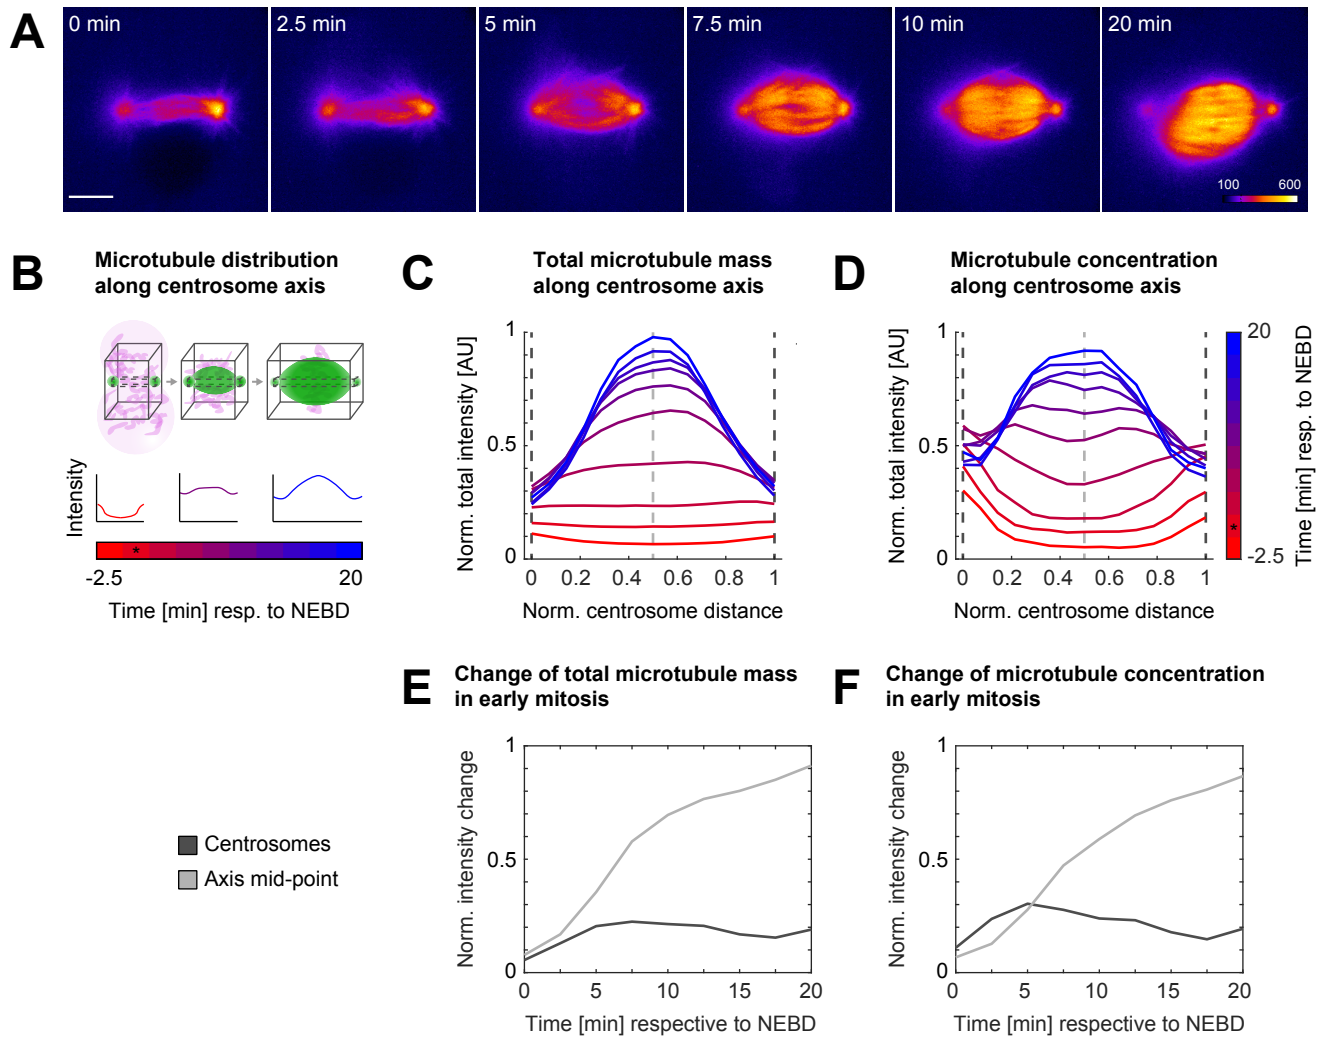 A
0 min
2.5 min
5 min
7.5 min
10 min
20 min
100 600
B
Microtubule distribution
along centrosome axis
Intensity
*
-2.5 20
Time [min] resp. to NEBD
C
Total microtubule mass
along centrosome axis
Norm. total intensity [AU]
1
0.5
0
0 0.2 0.4 0.6 0.8 1
Norm. centrosome distance
D
Microtubule concentration
along centrosome axis
Norm. total intensity [AU]
1
0.5
0
0 0.2 0.4 0.6 0.8 1
Norm. centrosome distance
20
*
-2.5
Time [min] resp. to NEBD
Centrosomes
Axis mid-point
E
Change of total microtubule mass
in early mitosis
Norm. intensity change
1
0.5
0
0 5 10 15 20
Time [min] respective to NEBD
F
Change of microtubule concentration
in early mitosis
Norm. intensity change
1
0.5
0
0 5 10 15 20
Time [min] respective to NEBD